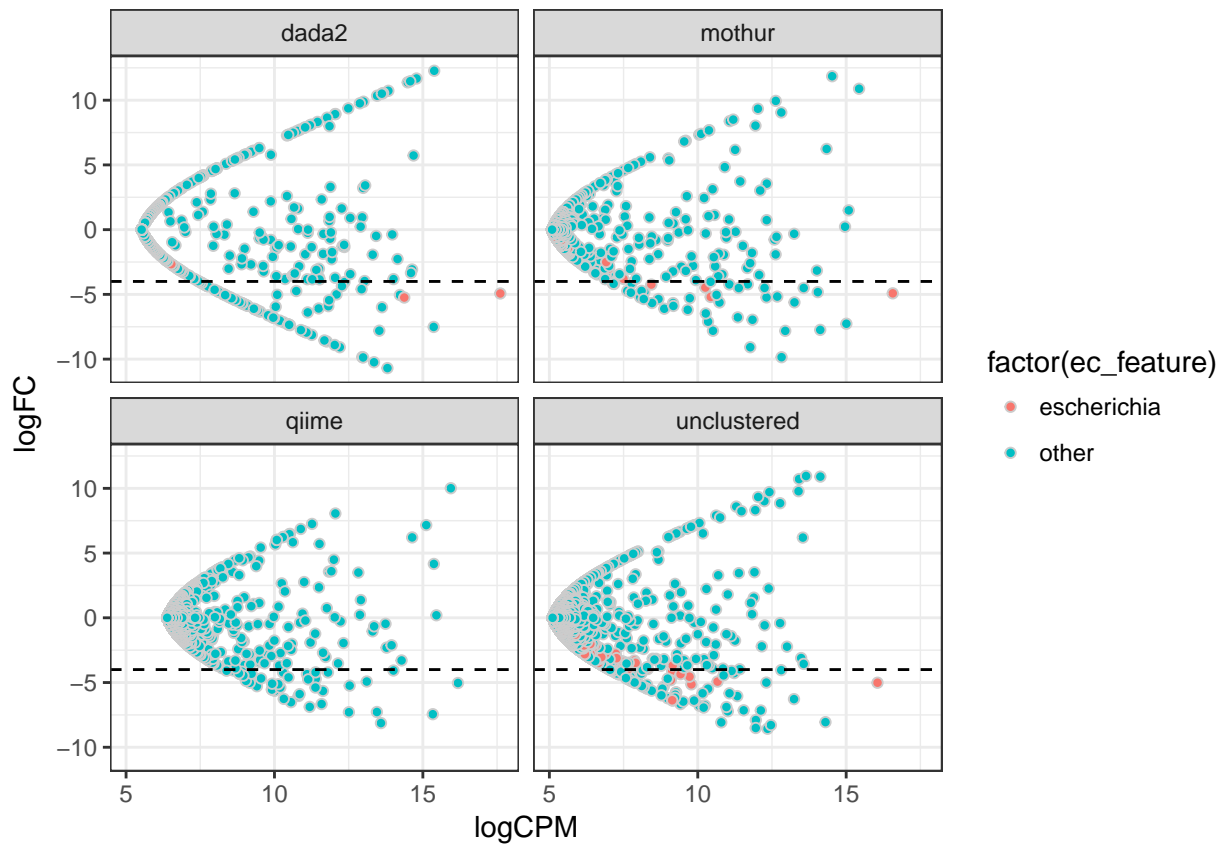 dada2
mothur
10
5
0
−5
−10
qiime
unclustered
10
5
0
−5
−10
5
10
15
5
10
15
logCPM
logFC
factor(ec_feature)
escherichia
other